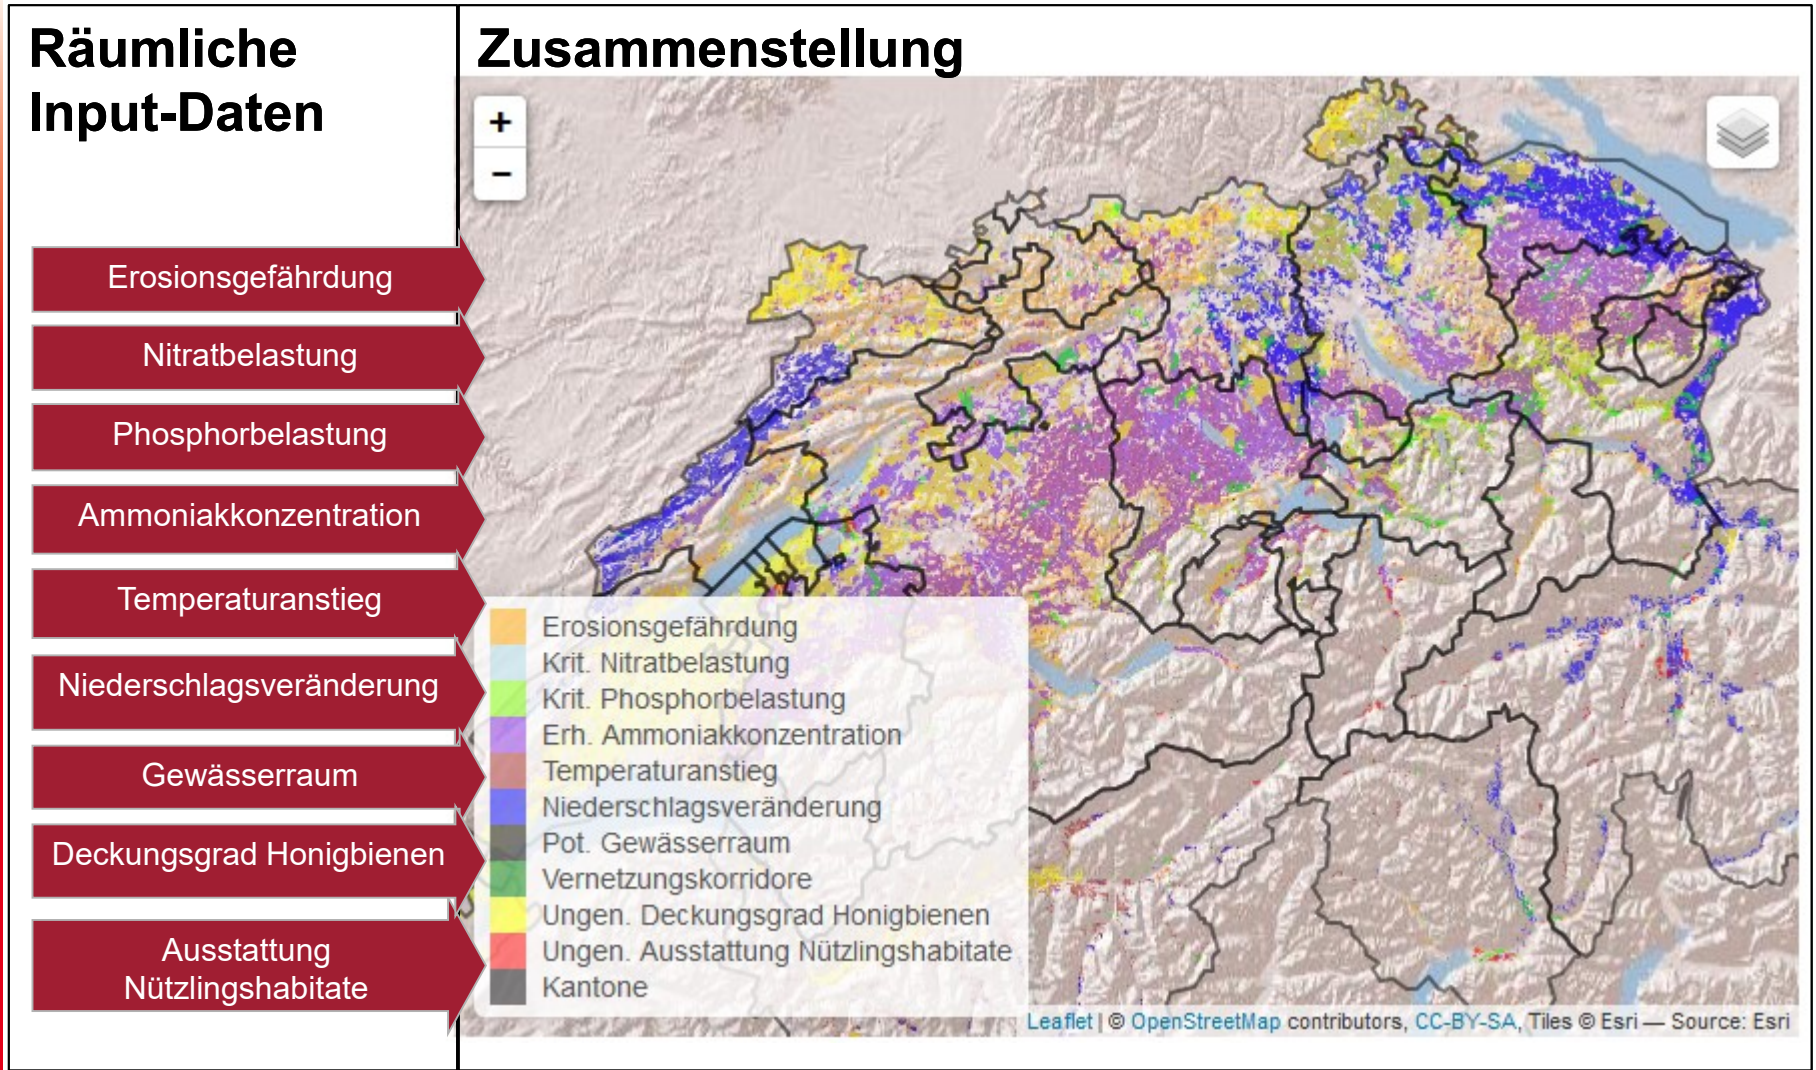 Räumliche
Input-Daten
Erosionsgefährdung
Nitratbelastung
Phosphorbelastung
Ammoniakkonzentration
Temperaturanstieg
Niederschlagsveränderung
Gewässerraum
Deckungsgrad Honigbienen
Ausstattung
Nützlingshabitate
Zusammenstellung
+
−
Erosionsgefährdung
Krit. Nitratbelastung
Krit. Phosphorbelastung
Erh. Ammoniakkonzentration
Temperaturanstieg
Niederschlagsveränderung
Pot. Gewässerraum
Vernetzungskorridore
Ungen. Deckungsgrad Honigbienen
Ungen. Ausstattung Nützlingshabitate
Kantone
Leaflet | © OpenStreetMap contributors, CC-BY-SA, Tiles © Esri — Source: Esri